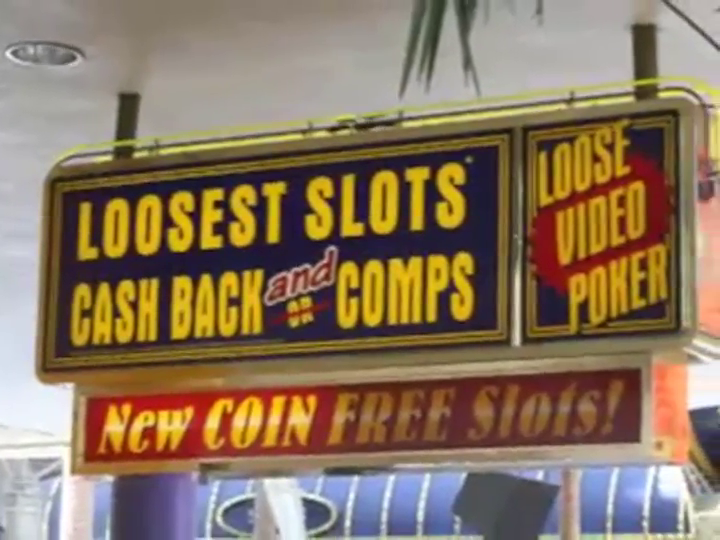 LOOSEST SLOTS*
CASH BACK and OR COMPS
LOOSE
VIDEO
POKER
New COIN FREE Slots!